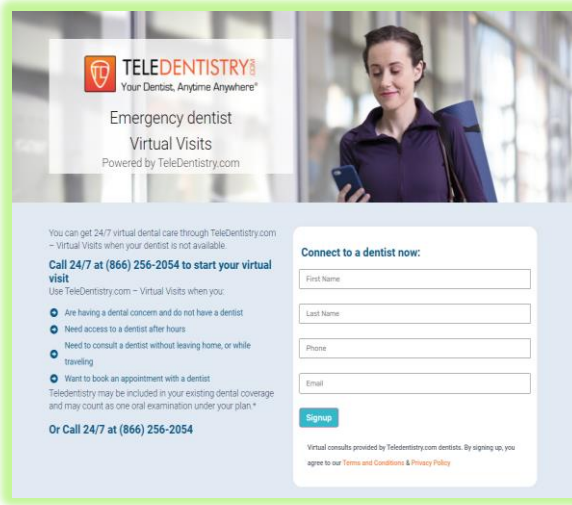 TELEDENTISTRY.COM
Your Dentist, Anytime Anywhere®
Emergency dentist
Virtual Visits
Powered by TeleDentistry.com
You can get 24/7 virtual dental care through TeleDentistry.com
– Virtual Visits when your dentist is not available.
Call 24/7 at (866) 256-2054 to start your virtual
visit
Use TeleDentistry.com – Virtual Visits when you:
Are having a dental concern and do not have a dentist
Need access to a dentist after hours
Need to consult a dentist without leaving home, or while
traveling
Want to book an appointment with a dentist
Teledentistry may be included in your existing dental coverage
and may count as one oral examination under your plan.*
Or Call 24/7 at (866) 256-2054
Connect to a dentist now:
First Name
Last Name
Phone
Email
Signup
Virtual consults provided by Teledentistry.com dentists. By signing up, you
agree to our Terms and Conditions & Privacy Policy